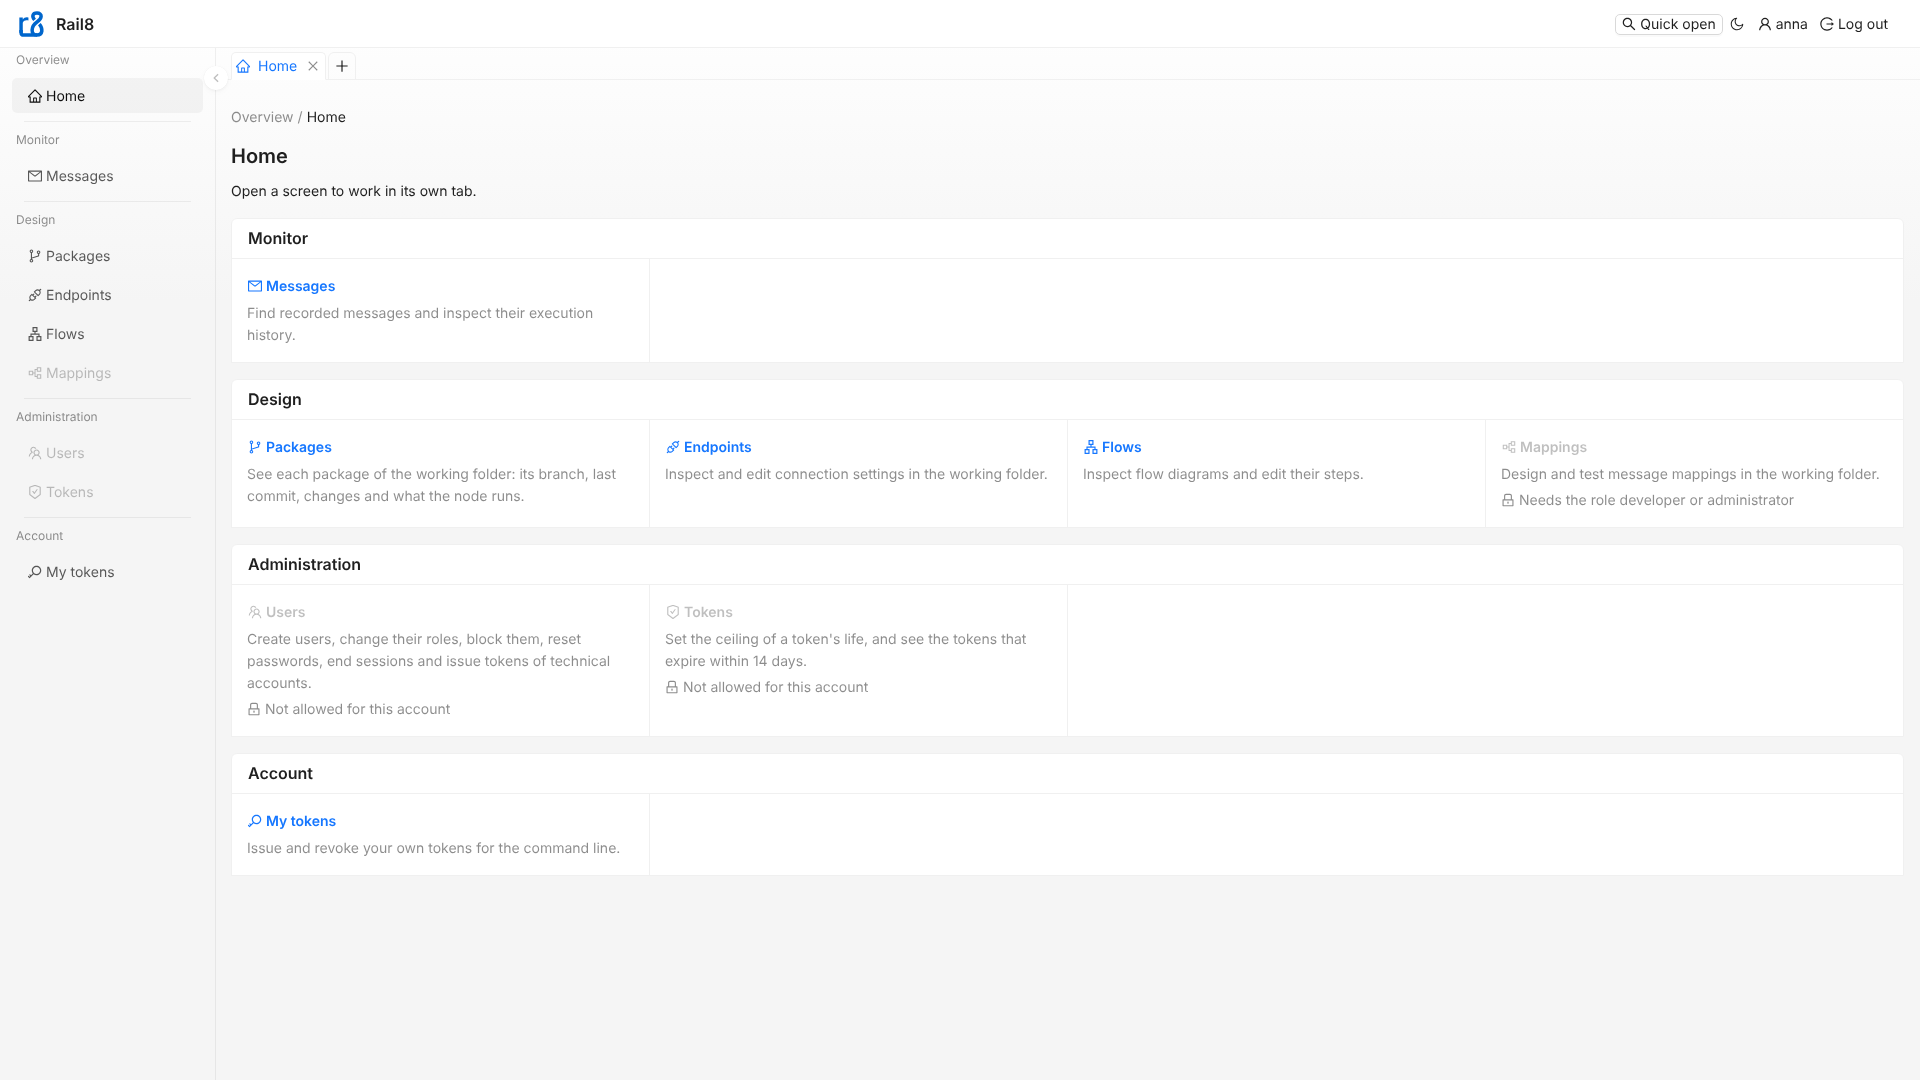 Rail8
Quick open
anna
Log out
Overview
Home
Monitor
Messages
Design
Packages
Endpoints
Flows
Mappings
Administration
Users
Tokens
Account
My tokens
Home
Overview / Home
Home
Open a screen to work in its own tab.
Monitor
Messages
Find recorded messages and inspect their execution
history.
Design
Packages
See each package of the working folder: its branch, last
commit, changes and what the node runs.
Endpoints
Inspect and edit connection settings in the working folder.
Flows
Inspect flow diagrams and edit their steps.
Mappings
Design and test message mappings in the working folder.
Needs the role developer or administrator
Administration
Users
Create users, change their roles, block them, reset
passwords, end sessions and issue tokens of technical
accounts.
Not allowed for this account
Tokens
Set the ceiling of a token's life, and see the tokens that
expire within 14 days.
Not allowed for this account
Account
My tokens
Issue and revoke your own tokens for the command line.